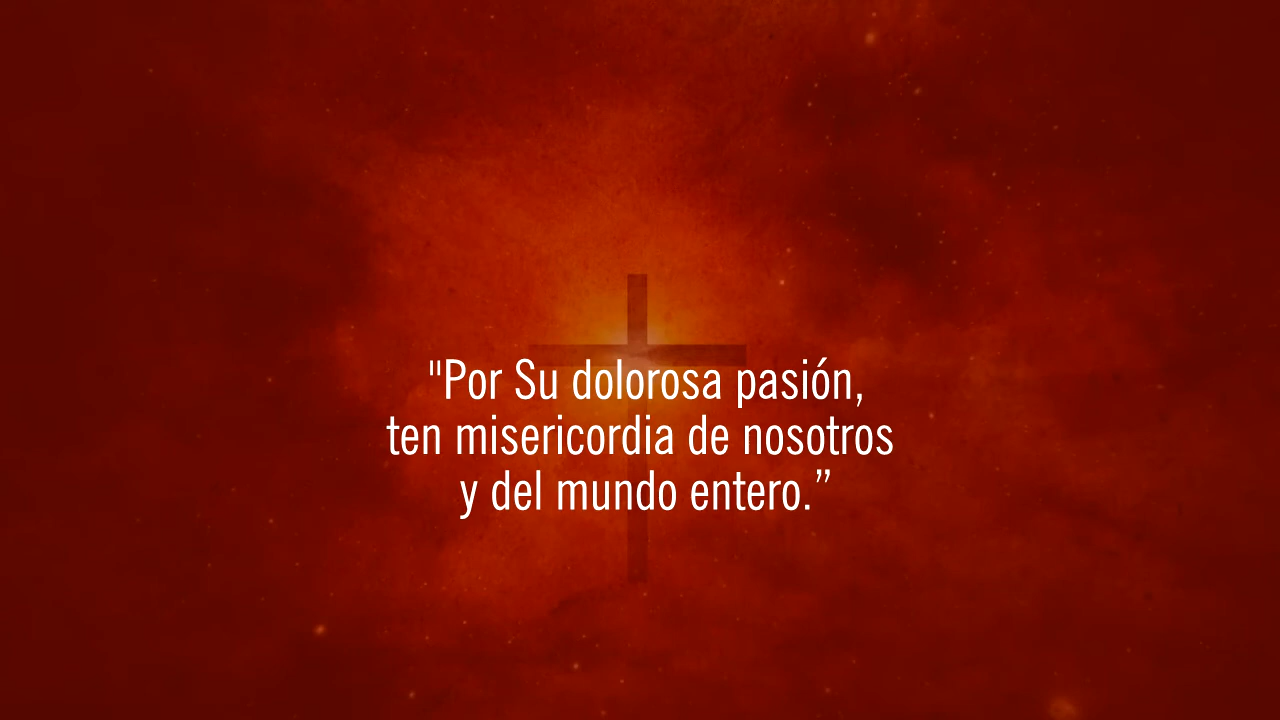 "Por Su dolorosa pasión,
ten misericordia de nosotros
y del mundo entero.”